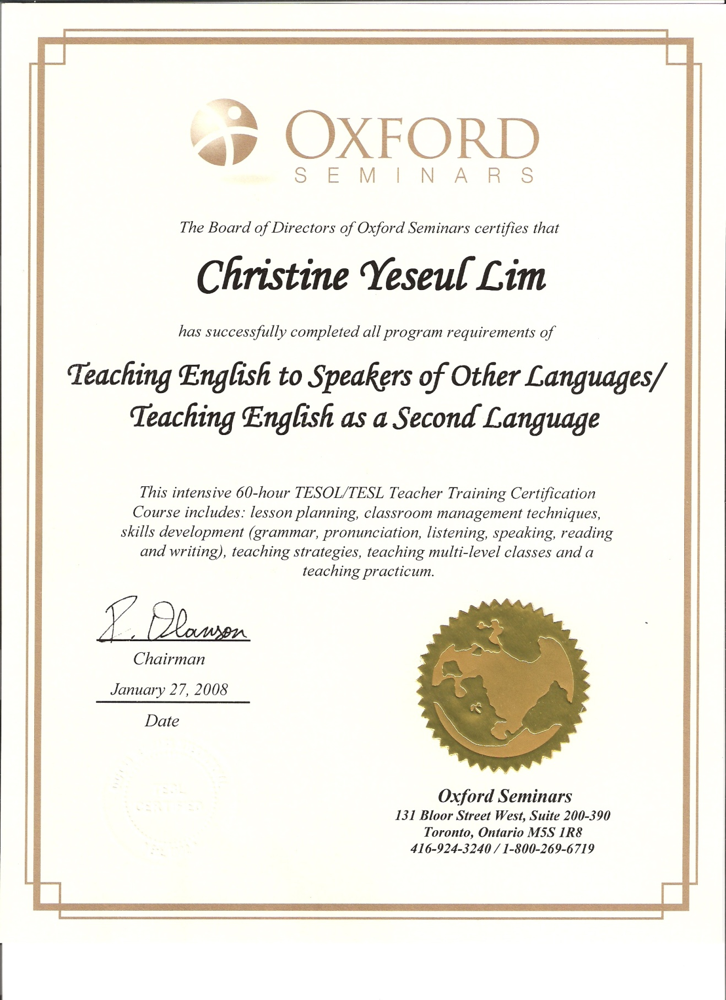 OXFORD
SEMINARS
The Board of Directors of Oxford Seminars certifies that
Christine Yeseul Lim
has successfully completed all program requirements of
Teaching English to Speakers of Other Languages/
Teaching English as a Second Language
This intensive 60-hour TESOL/TESL Teacher Training Certification
Course includes: lesson planning, classroom management techniques,
skills development (grammar, pronunciation, listening, speaking, reading
and writing), teaching strategies, teaching multi-level classes and a
teaching practicum.
R. Olauson
Chairman
January 27, 2008
Date
TESL
CERTIFIED
Oxford Seminars
131 Bloor Street West, Suite 200-390
Toronto, Ontario M5S 1R8
416-924-3240 / 1-800-269-6719